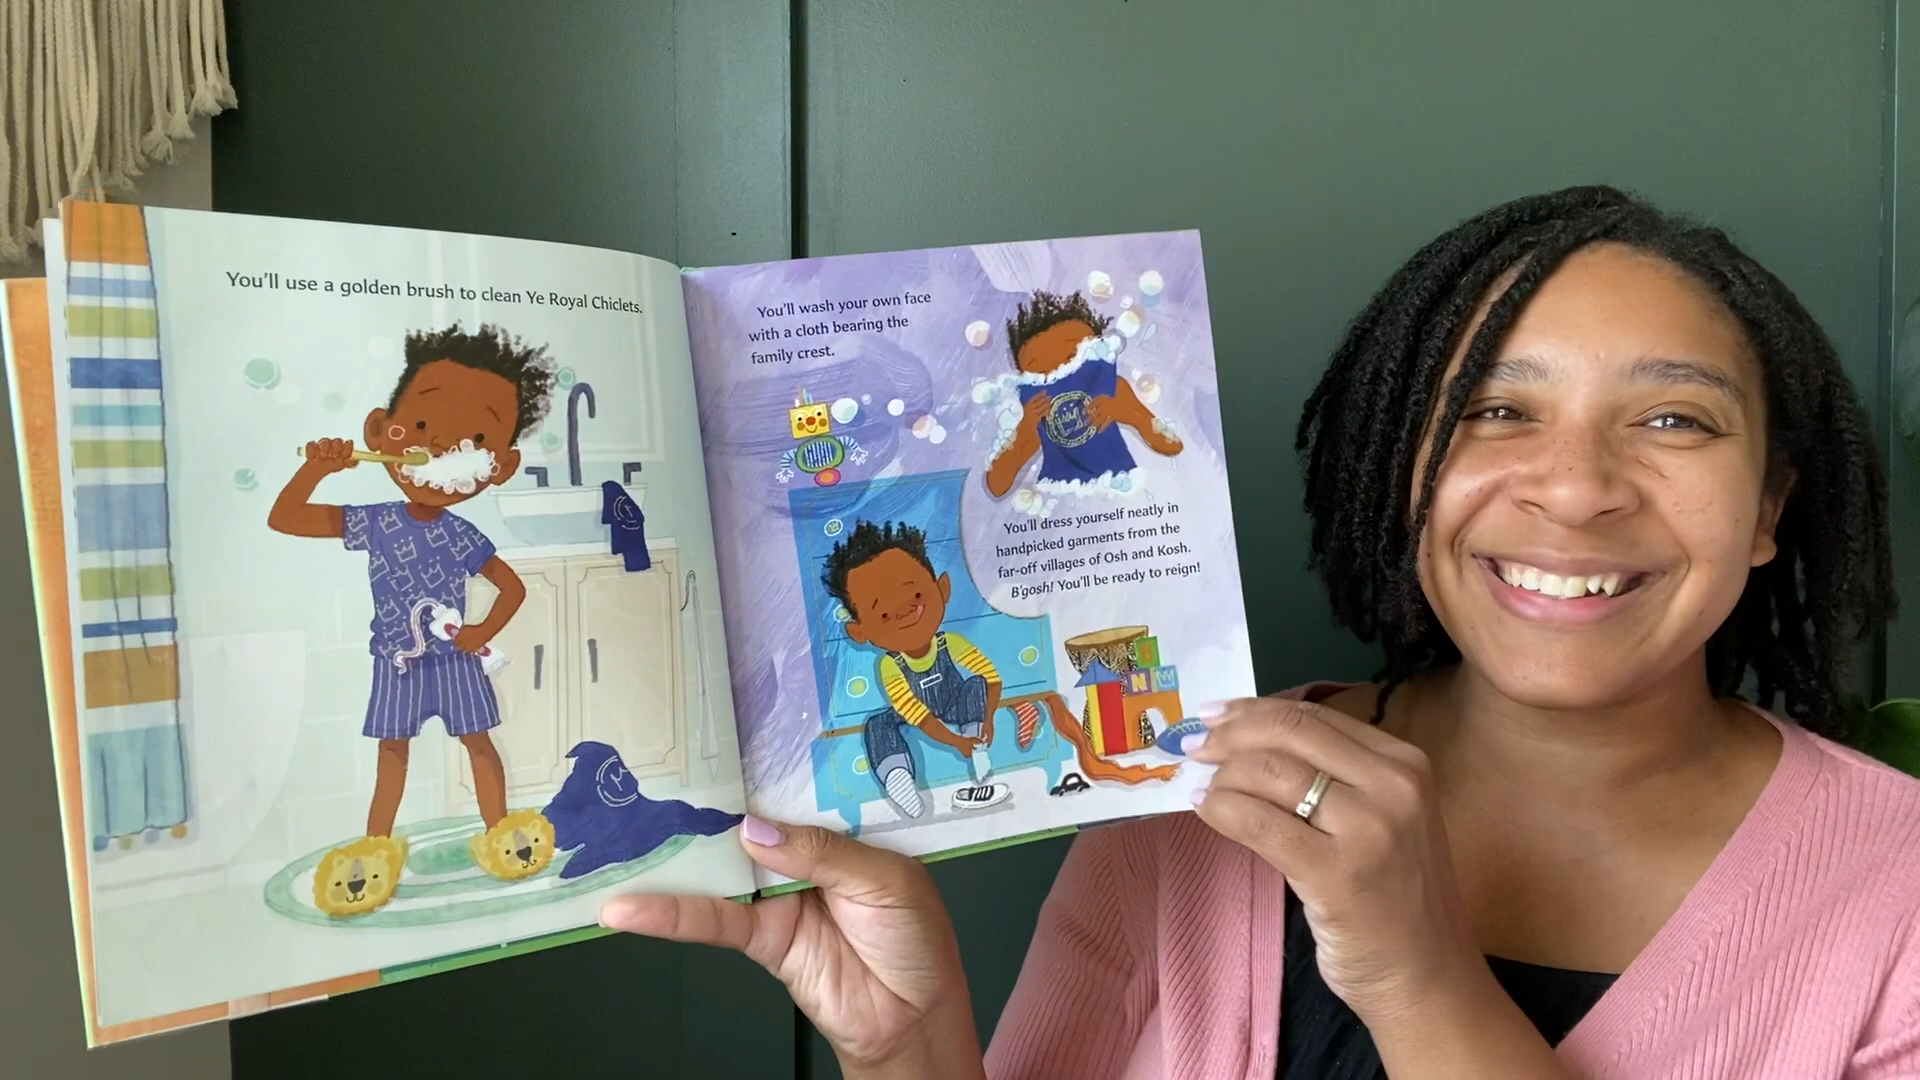 You'll use a golden brush to clean Ye Royal Chiclets.
You'll wash your own face
with a cloth bearing the
family crest.
You'll dress yourself neatly in
handpicked garments from the
far-off villages of Osh and Kosh.
B'gosh! You'll be ready to reign!
N W